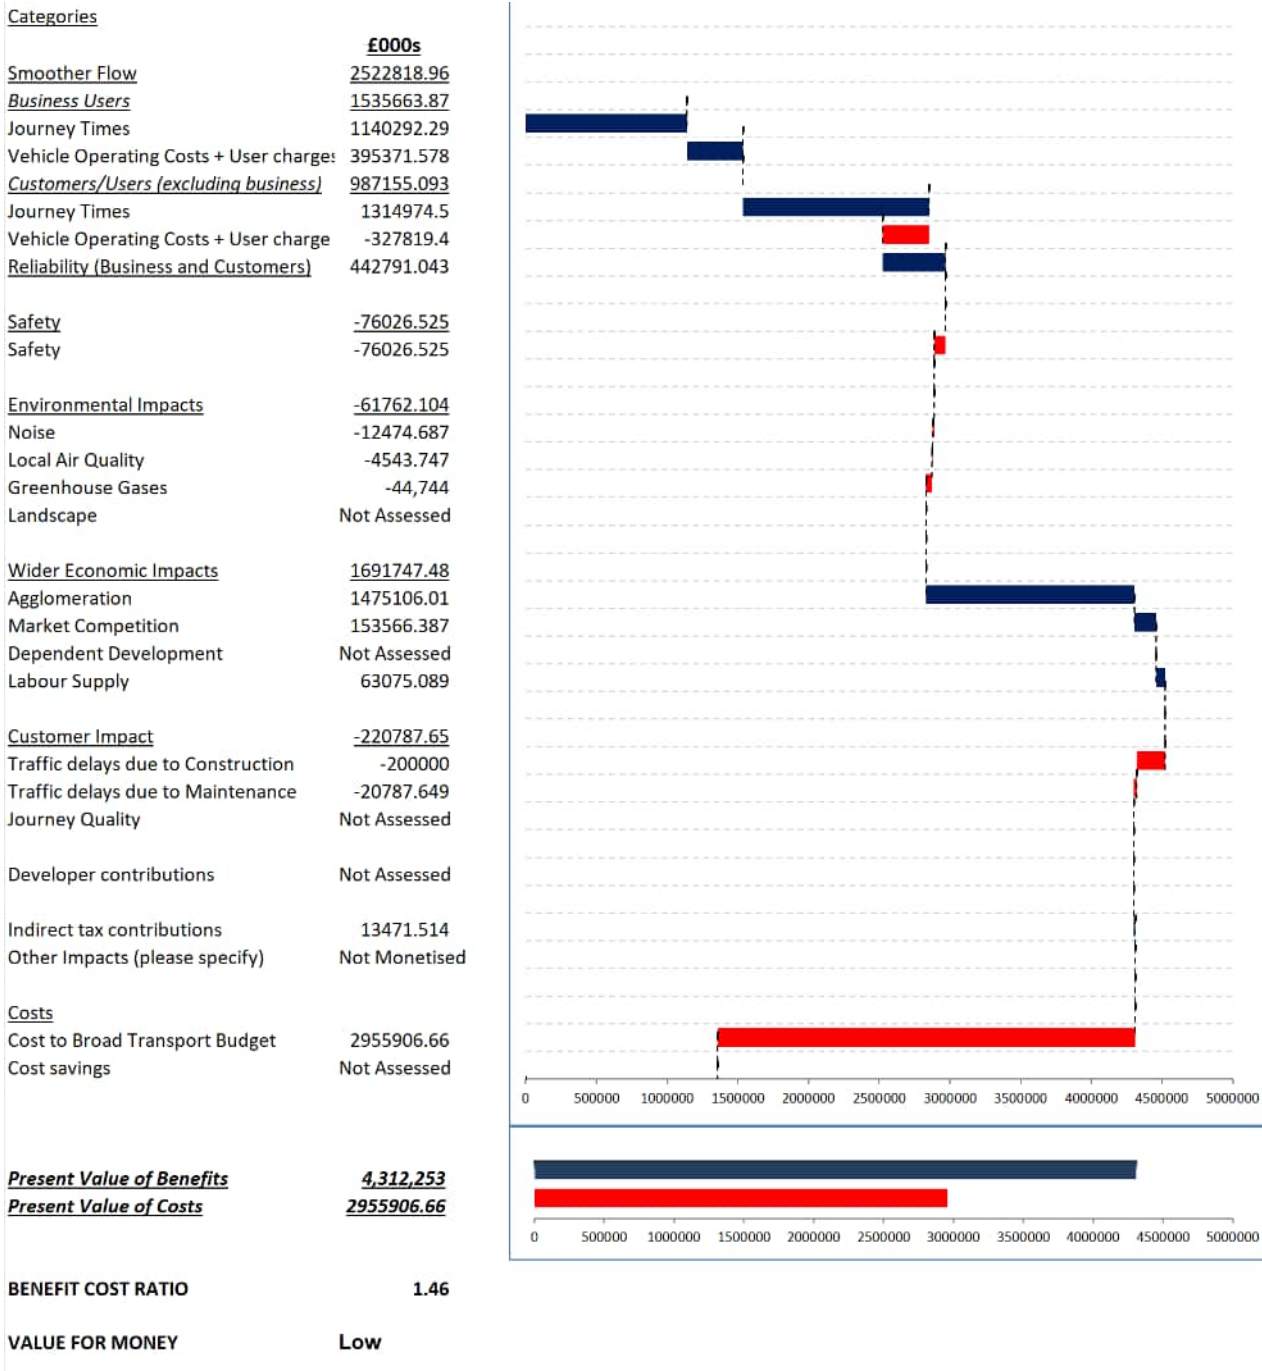 Categories
£000s
Smoother Flow 2522818.96
Business Users 1535663.87
Journey Times 1140292.29
Vehicle Operating Costs + User charges 395371.578
Customers/Users (excluding business) 987155.093
Journey Times 1314974.5
Vehicle Operating Costs + User charge -327819.4
Reliability (Business and Customers) 442791.043
Safety -76026.525
Safety -76026.525
Environmental Impacts -61762.104
Noise -12474.687
Local Air Quality -4543.747
Greenhouse Gases -44,744
Landscape Not Assessed
Wider Economic Impacts 1691747.48
Agglomeration 1475106.01
Market Competition 153566.387
Dependent Development Not Assessed
Labour Supply 63075.089
Customer Impact -220787.65
Traffic delays due to Construction -200000
Traffic delays due to Maintenance -20787.649
Journey Quality Not Assessed
Developer contributions Not Assessed
Indirect tax contributions 13471.514
Other Impacts (please specify) Not Monetised
Costs
Cost to Broad Transport Budget 2955906.66
Cost savings Not Assessed
0 500000 1000000 1500000 2000000 2500000 3000000 3500000 4000000 4500000 5000000
Present Value of Benefits 4,312,253
Present Value of Costs 2955906.66
0 500000 1000000 1500000 2000000 2500000 3000000 3500000 4000000 4500000 5000000
BENEFIT COST RATIO 1.46
VALUE FOR MONEY Low